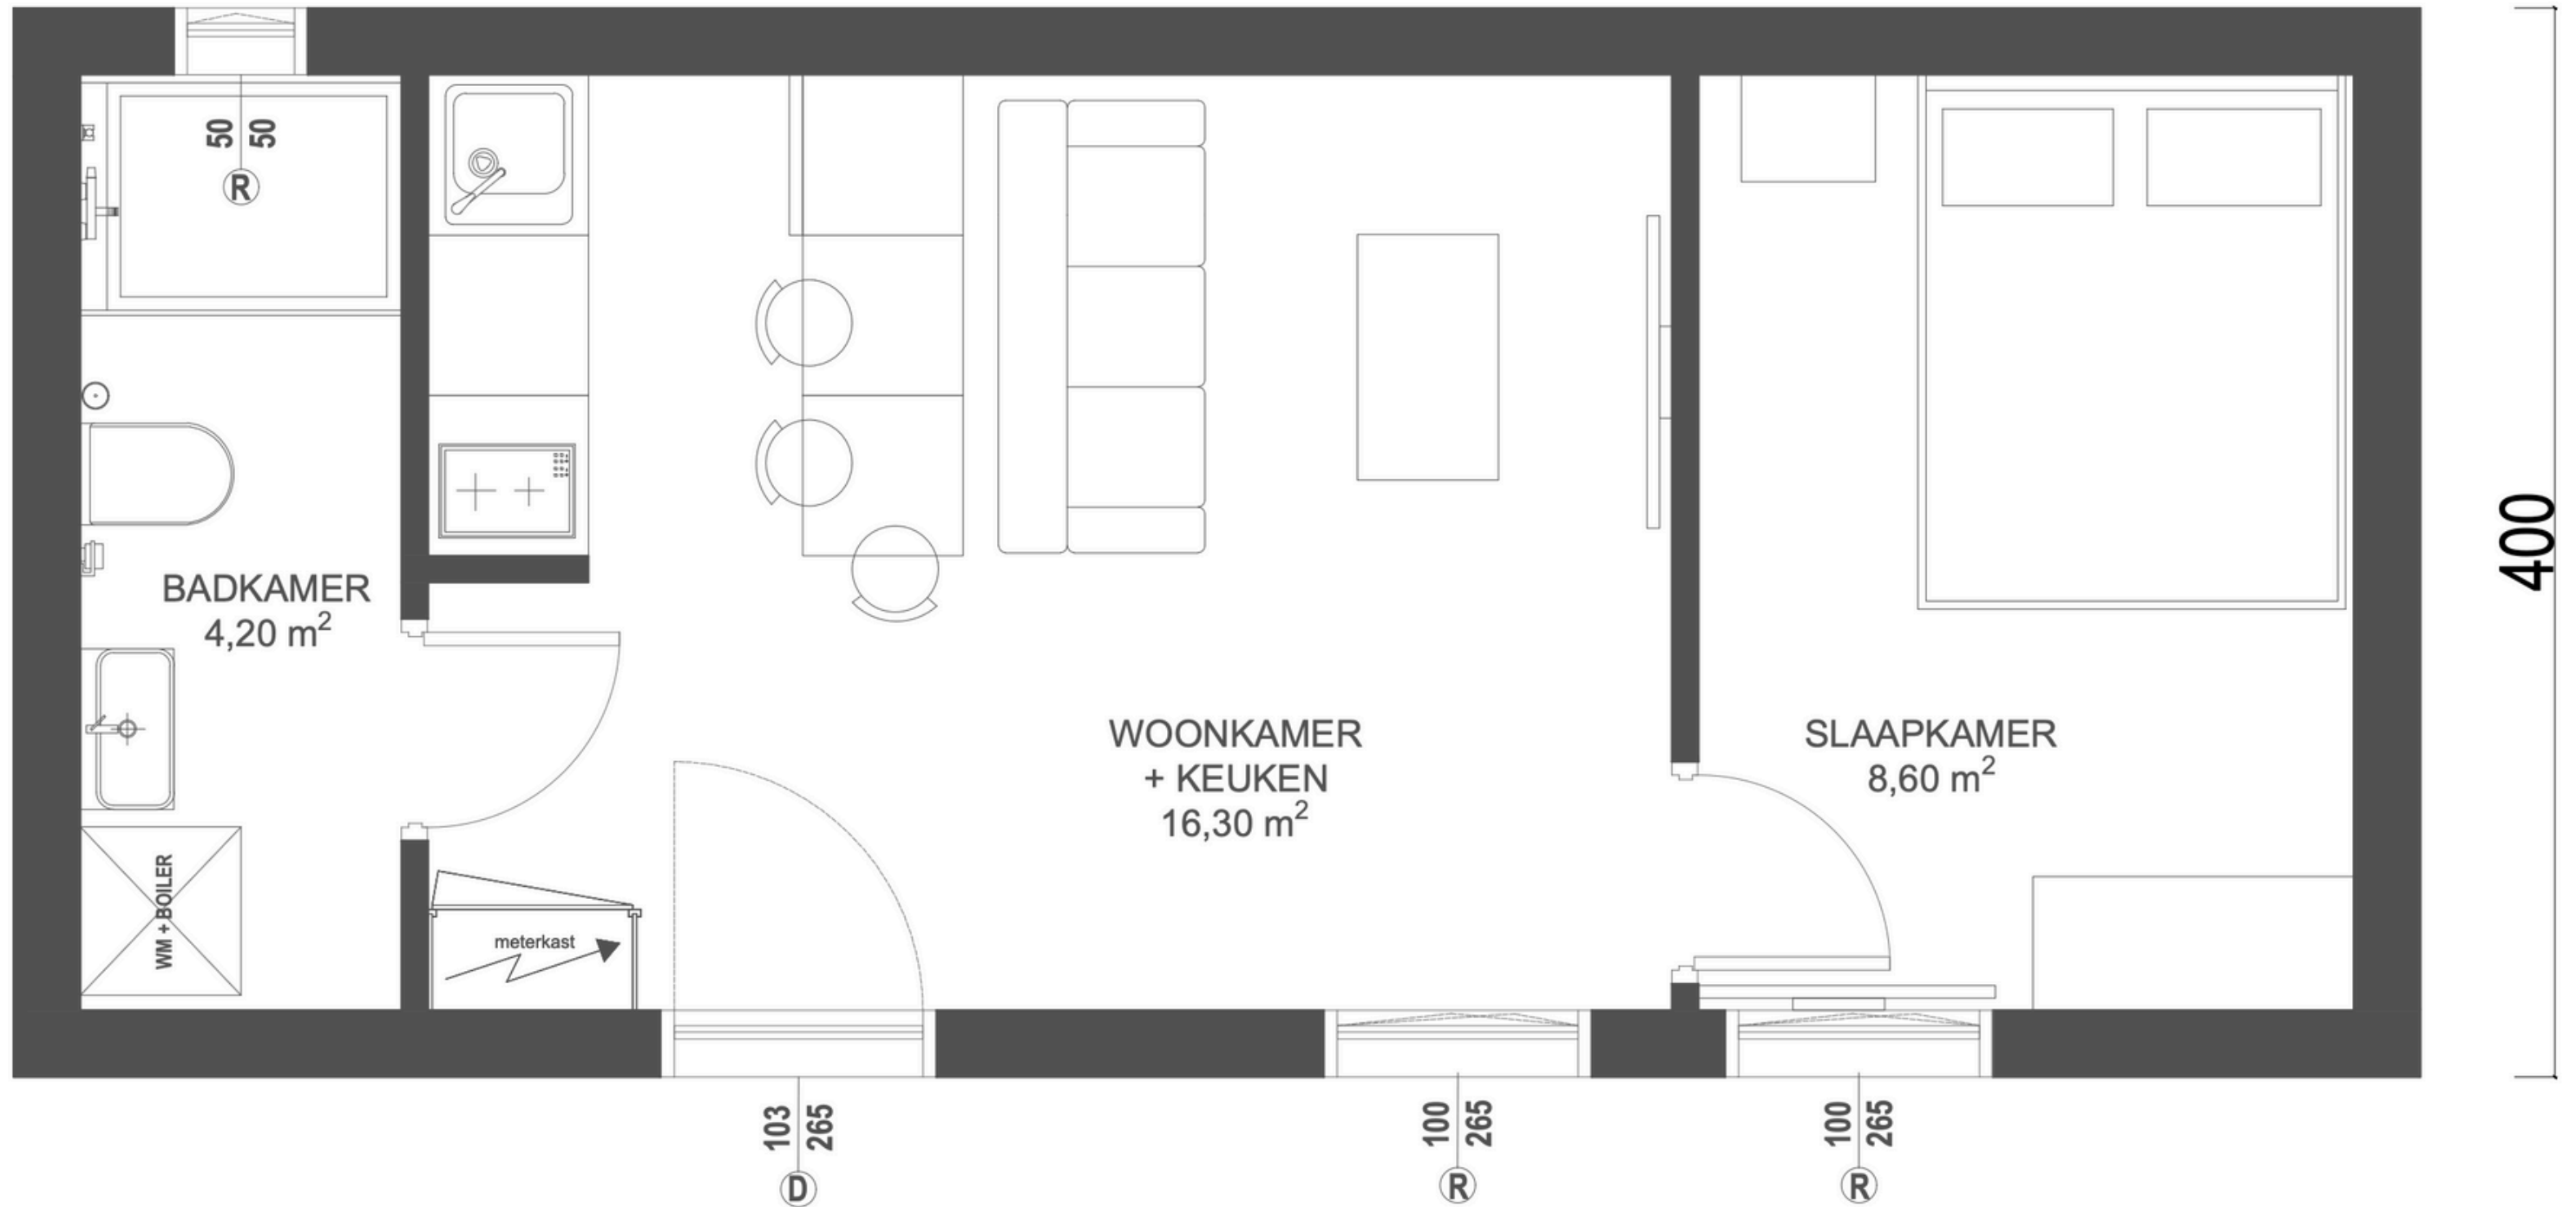 50
50
R
BADKAMER
4,20 m²
WM + BOILER
meterkast
WOONKAMER
+ KEUKEN
16,30 m²
SLAAPKAMER
8,60 m²
400
103
265
D
100
265
R
100
265
R